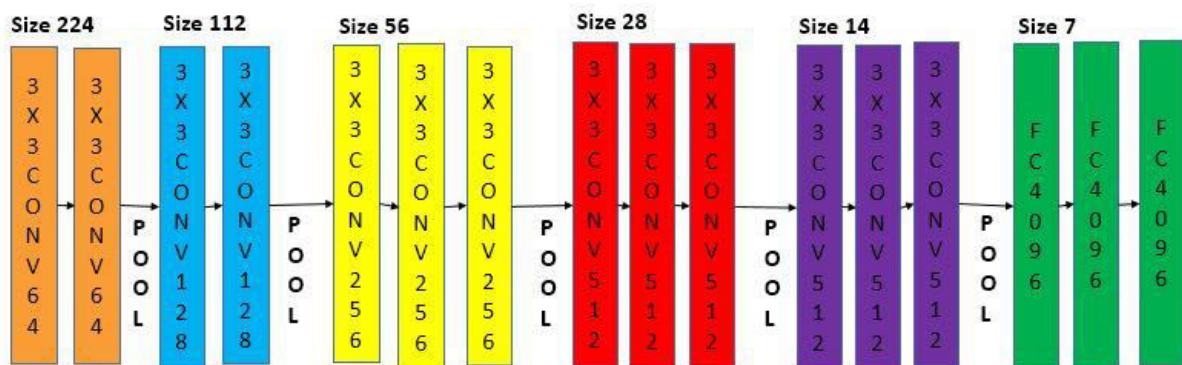 Size 224
Size 112
Size 56
Size 28
Size 14
Size 7
3X3CONV64
3X3CONV64
POOL
3X3CONV128
3X3CONV128
POOL
3X3CONV256
3X3CONV256
3X3CONV256
POOL
3X3CONV512
3X3CONV512
3X3CONV512
POOL
3X3CONV512
3X3CONV512
3X3CONV512
POOL
FC4096
FC4096
FC4096